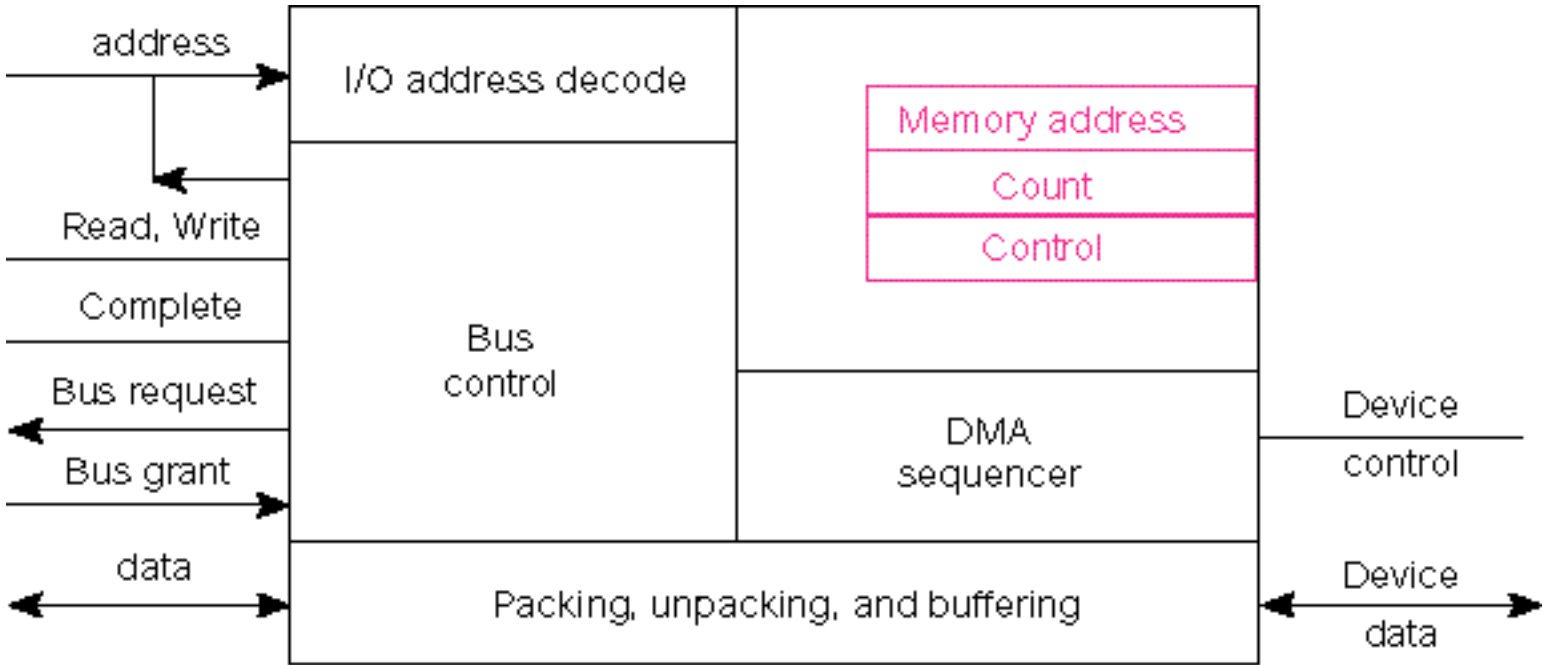 address
I/O address decode
Memory address
Count
Control
Read, Write
Complete
Bus
control
Bus request
Bus grant
DMA
sequencer
Device
control
data
Packing, unpacking, and buffering
Device
data